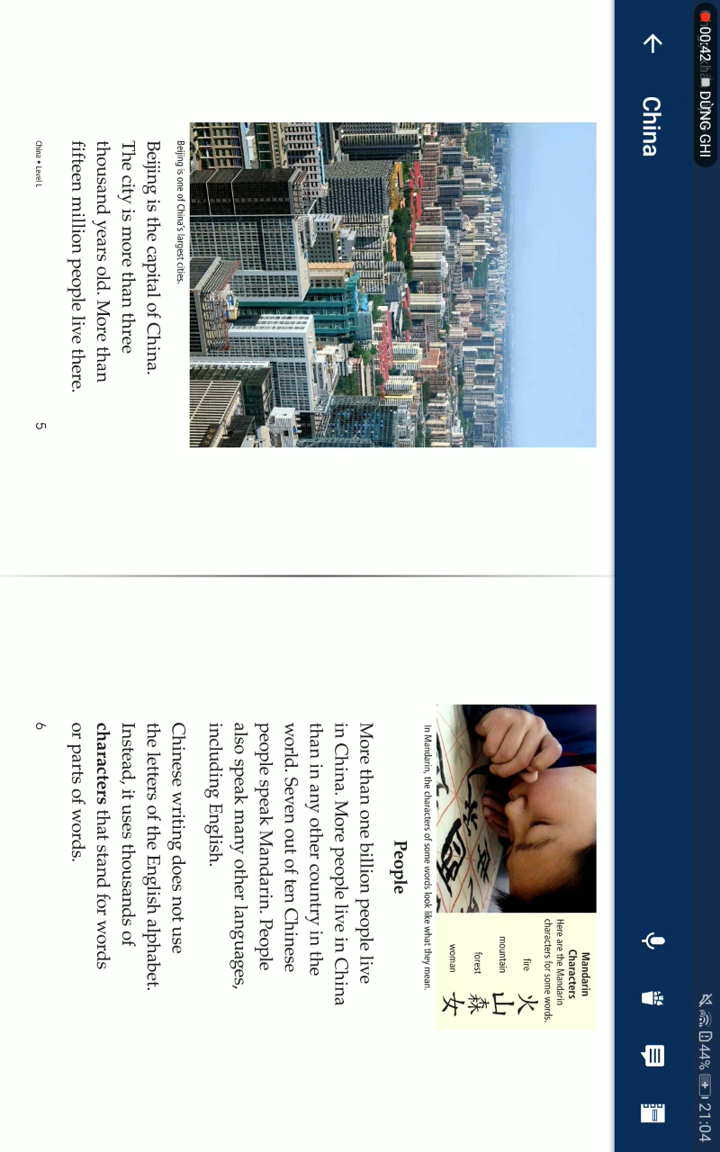 00:42 DỪNG GHI
44% 21:04
China
Beijing is one of China's largest cities.
Beijing is the capital of China.
The city is more than three
thousand years old. More than
fifteen million people live there.
China • Level L
5
Mandarin
Characters
Here are the Mandarin
characters for some words.
fire 火
mountain 山
forest 森
woman 女
In Mandarin, the characters of some words look like what they mean.
People
More than one billion people live
in China. More people live in China
than in any other country in the
world. Seven out of ten Chinese
people speak Mandarin. People
also speak many other languages,
including English.
Chinese writing does not use
the letters of the English alphabet.
Instead, it uses thousands of
characters that stand for words
or parts of words.
6